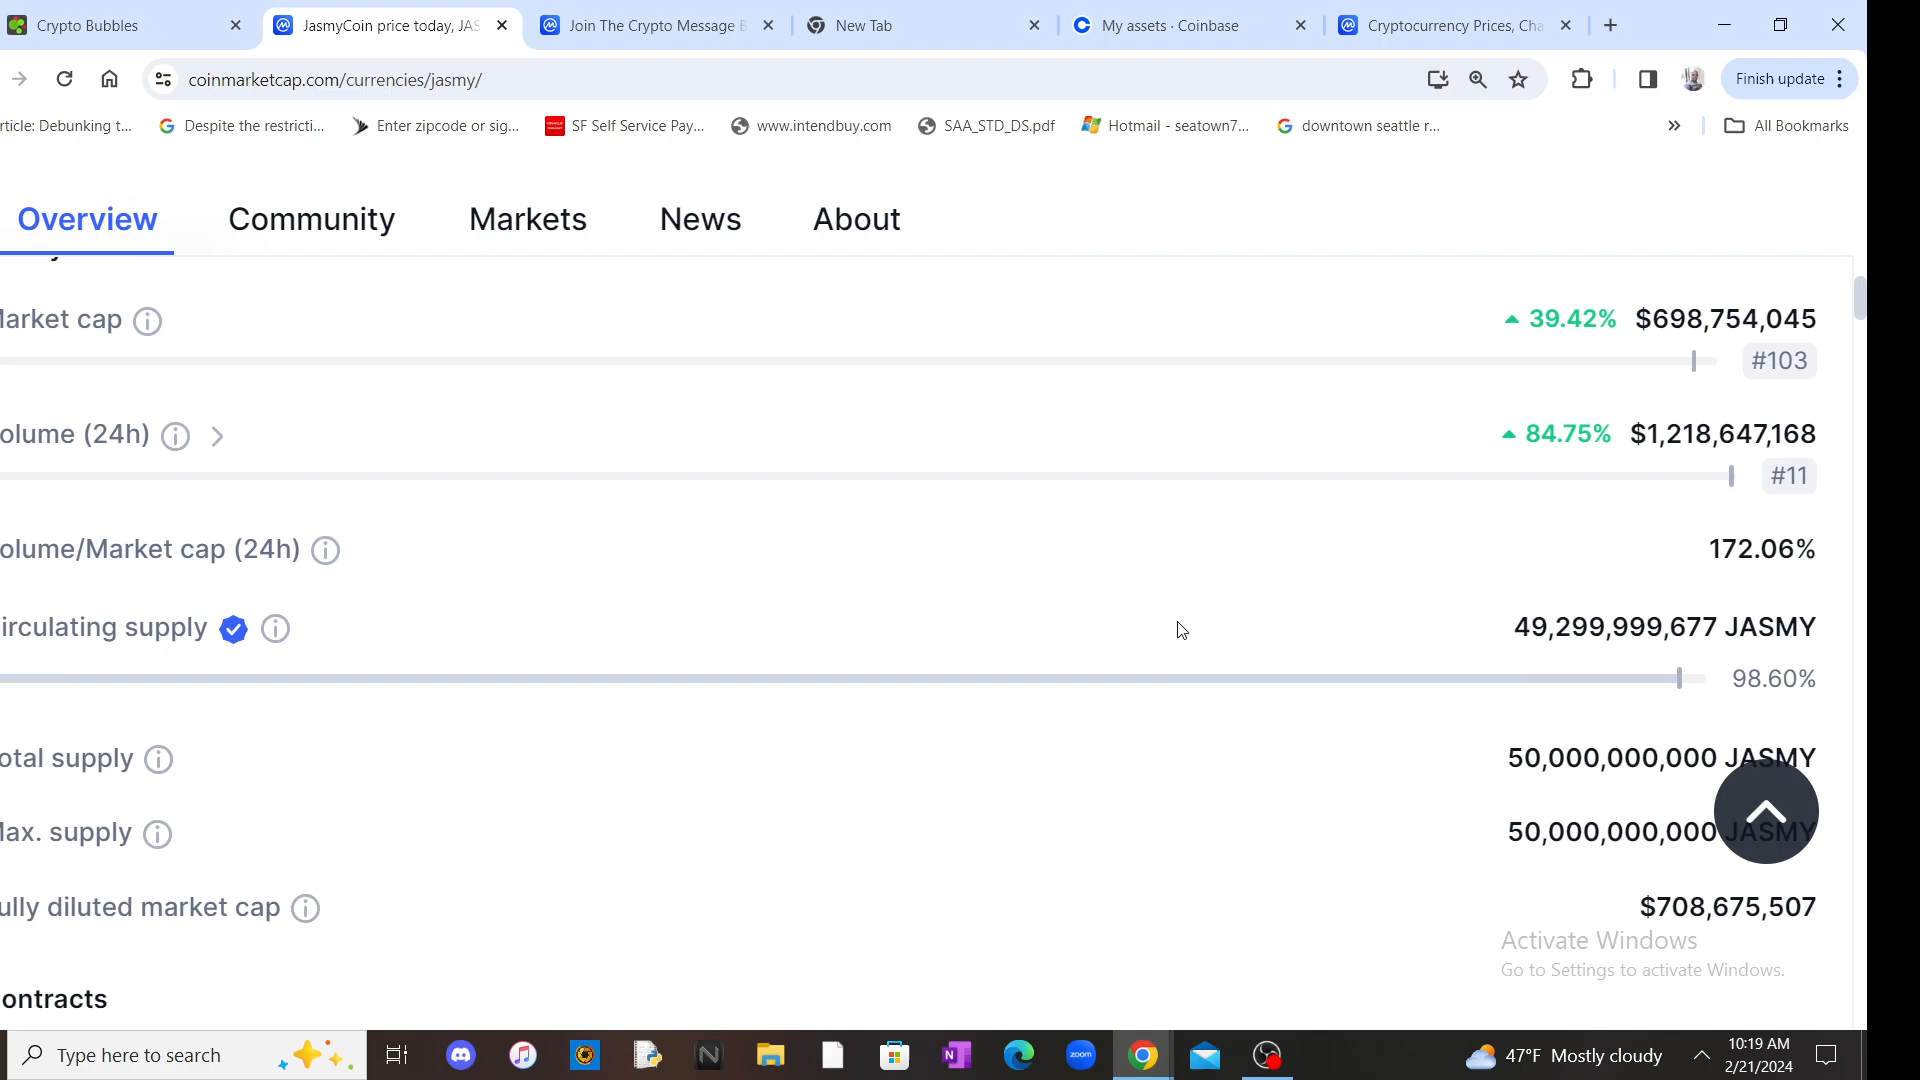 Crypto Bubbles
JasmyCoin price today, JAS
Join The Crypto Message B
New Tab
My assets · Coinbase
Cryptocurrency Prices, Cha
coinmarketcap.com/currencies/jasmy/
Finish update
rticle: Debunking t...
Despite the restricti...
Enter zipcode or sig...
SF Self Service Pay...
www.intendbuy.com
SAA_STD_DS.pdf
Hotmail - seatown7...
downtown seattle r...
All Bookmarks
Overview
Community
Markets
News
About
Market cap
39.42% $698,754,045
#103
olume (24h)
84.75% $1,218,647,168
#11
olume/Market cap (24h)
172.06%
irculating supply
49,299,999,677 JASMY
98.60%
otal supply
50,000,000,000 JASMY
Max. supply
50,000,000,000 JASMY
ully diluted market cap
$708,675,507
Activate Windows
Go to Settings to activate Windows.
ontracts
Type here to search
zoom
47°F Mostly cloudy
10:19 AM
2/21/2024